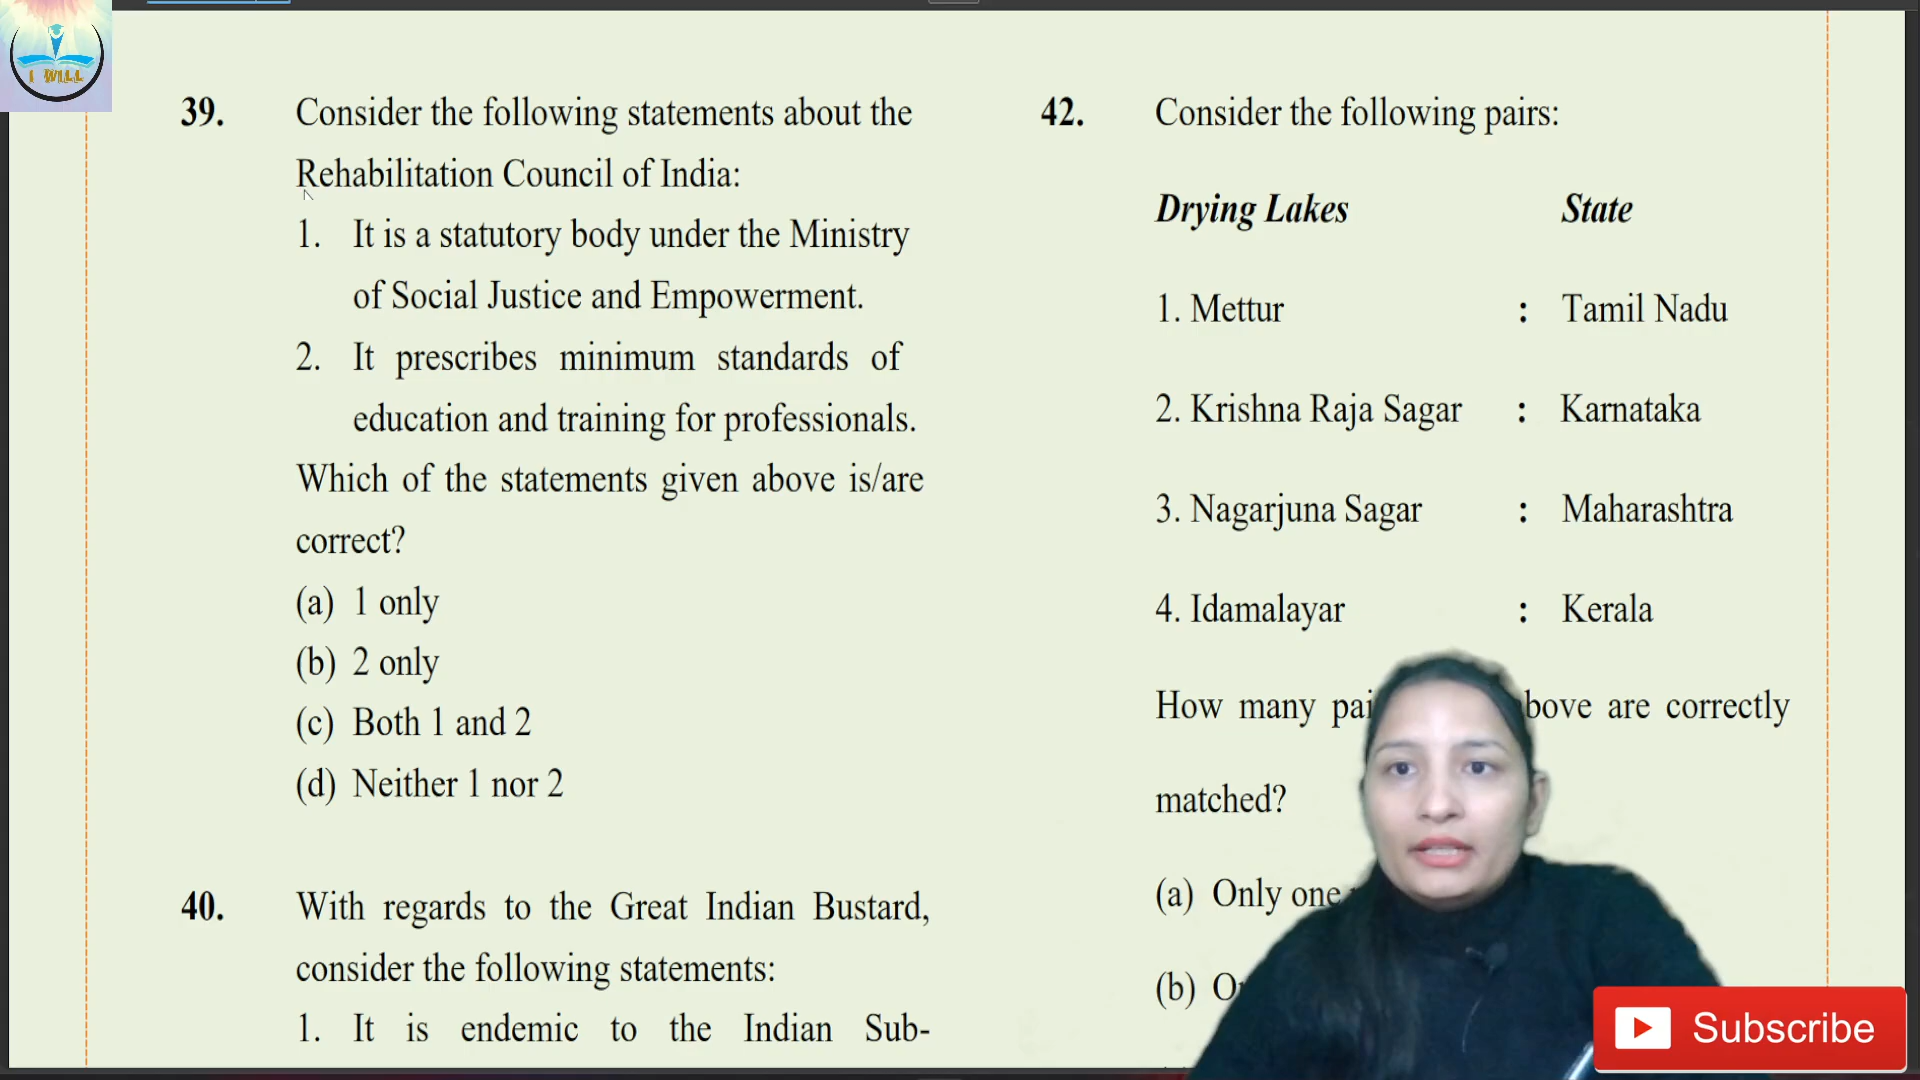 I WILL
39. Consider the following statements about the
Rehabilitation Council of India:
1. It is a statutory body under the Ministry
of Social Justice and Empowerment.
2. It prescribes minimum standards of
education and training for professionals.
Which of the statements given above is/are
correct?
(a) 1 only
(b) 2 only
(c) Both 1 and 2
(d) Neither 1 nor 2
40. With regards to the Great Indian Bustard,
consider the following statements:
1. It is endemic to the Indian Sub-
42. Consider the following pairs:
Drying Lakes State
1. Mettur : Tamil Nadu
2. Krishna Raja Sagar : Karnataka
3. Nagarjuna Sagar : Maharashtra
4. Idamalayar : Kerala
How many are correctly
matched?
(a) Only one
(b)
Subscribe